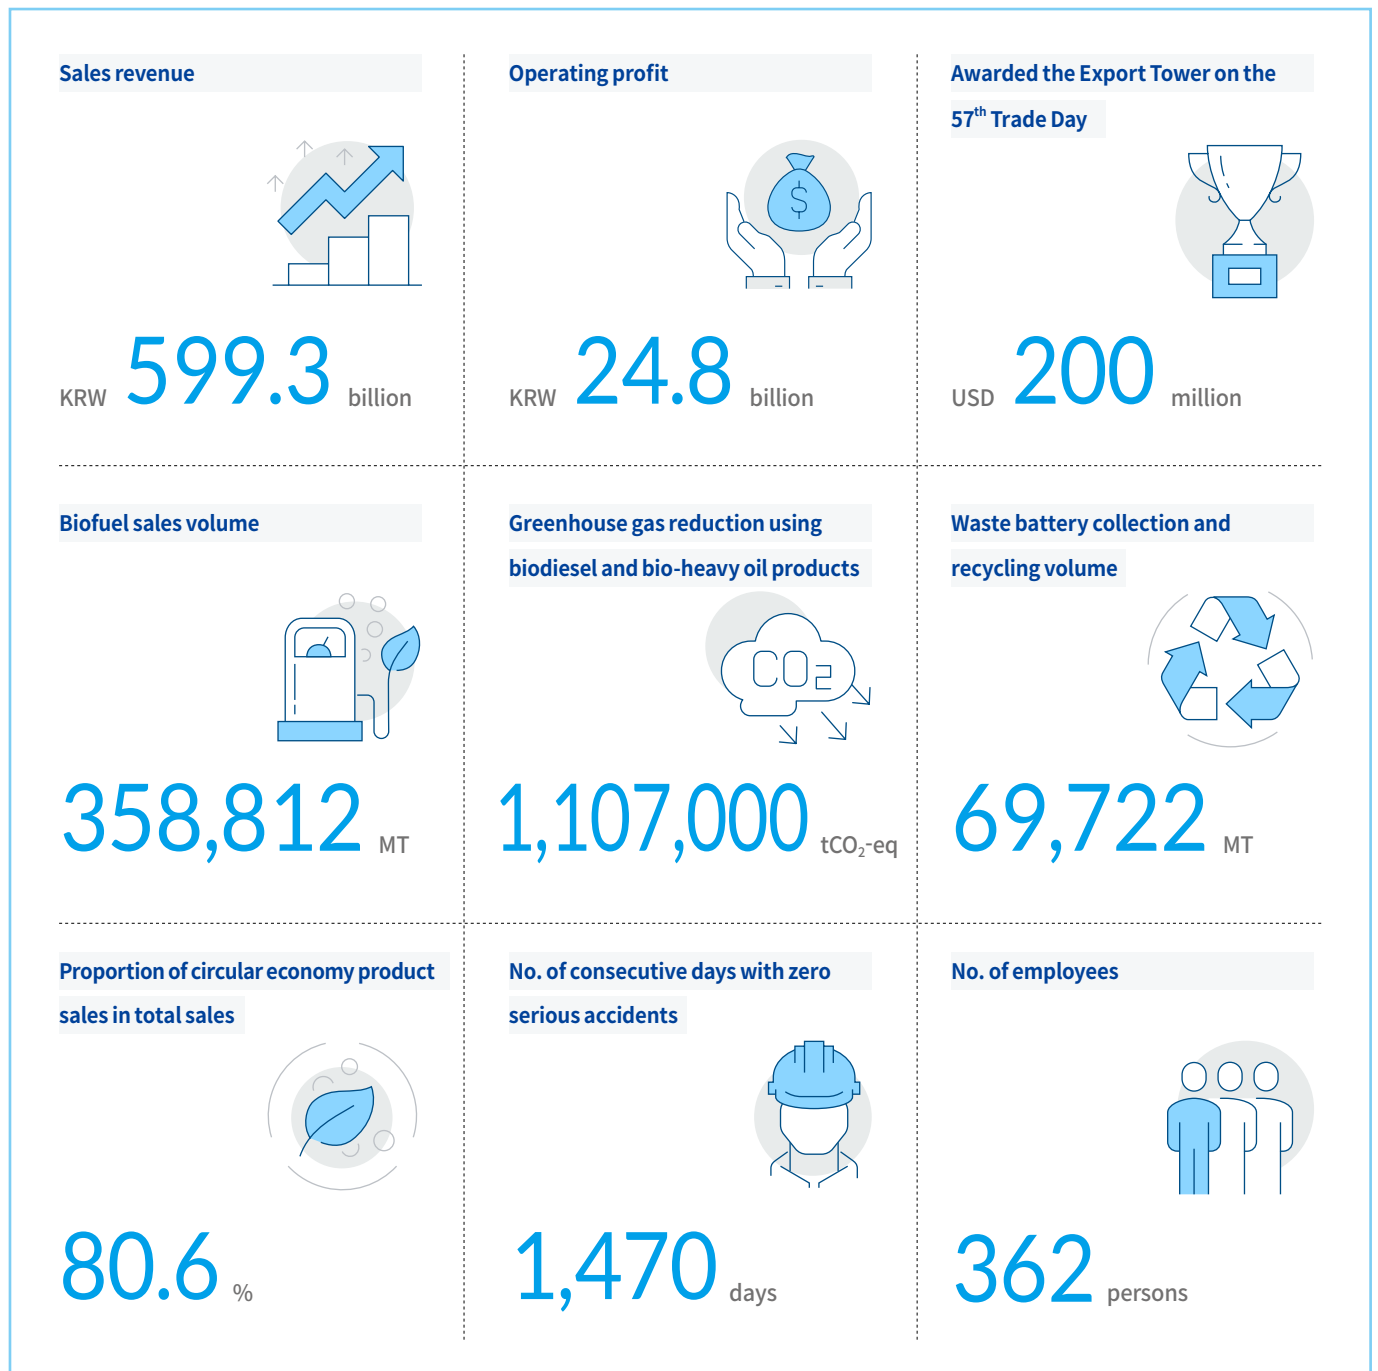 Sales revenue
KRW 599.3 billion
Operating profit
$
KRW 24.8 billion
Awarded the Export Tower on the
57th Trade Day
USD 200 million
Biofuel sales volume
358,812 MT
Greenhouse gas reduction using
biodiesel and bio-heavy oil products
CO2
1,107,000 tCO₂-eq
Waste battery collection and
recycling volume
69,722 MT
Proportion of circular economy product
sales in total sales
80.6 %
No. of consecutive days with zero
serious accidents
1,470 days
No. of employees
362 persons